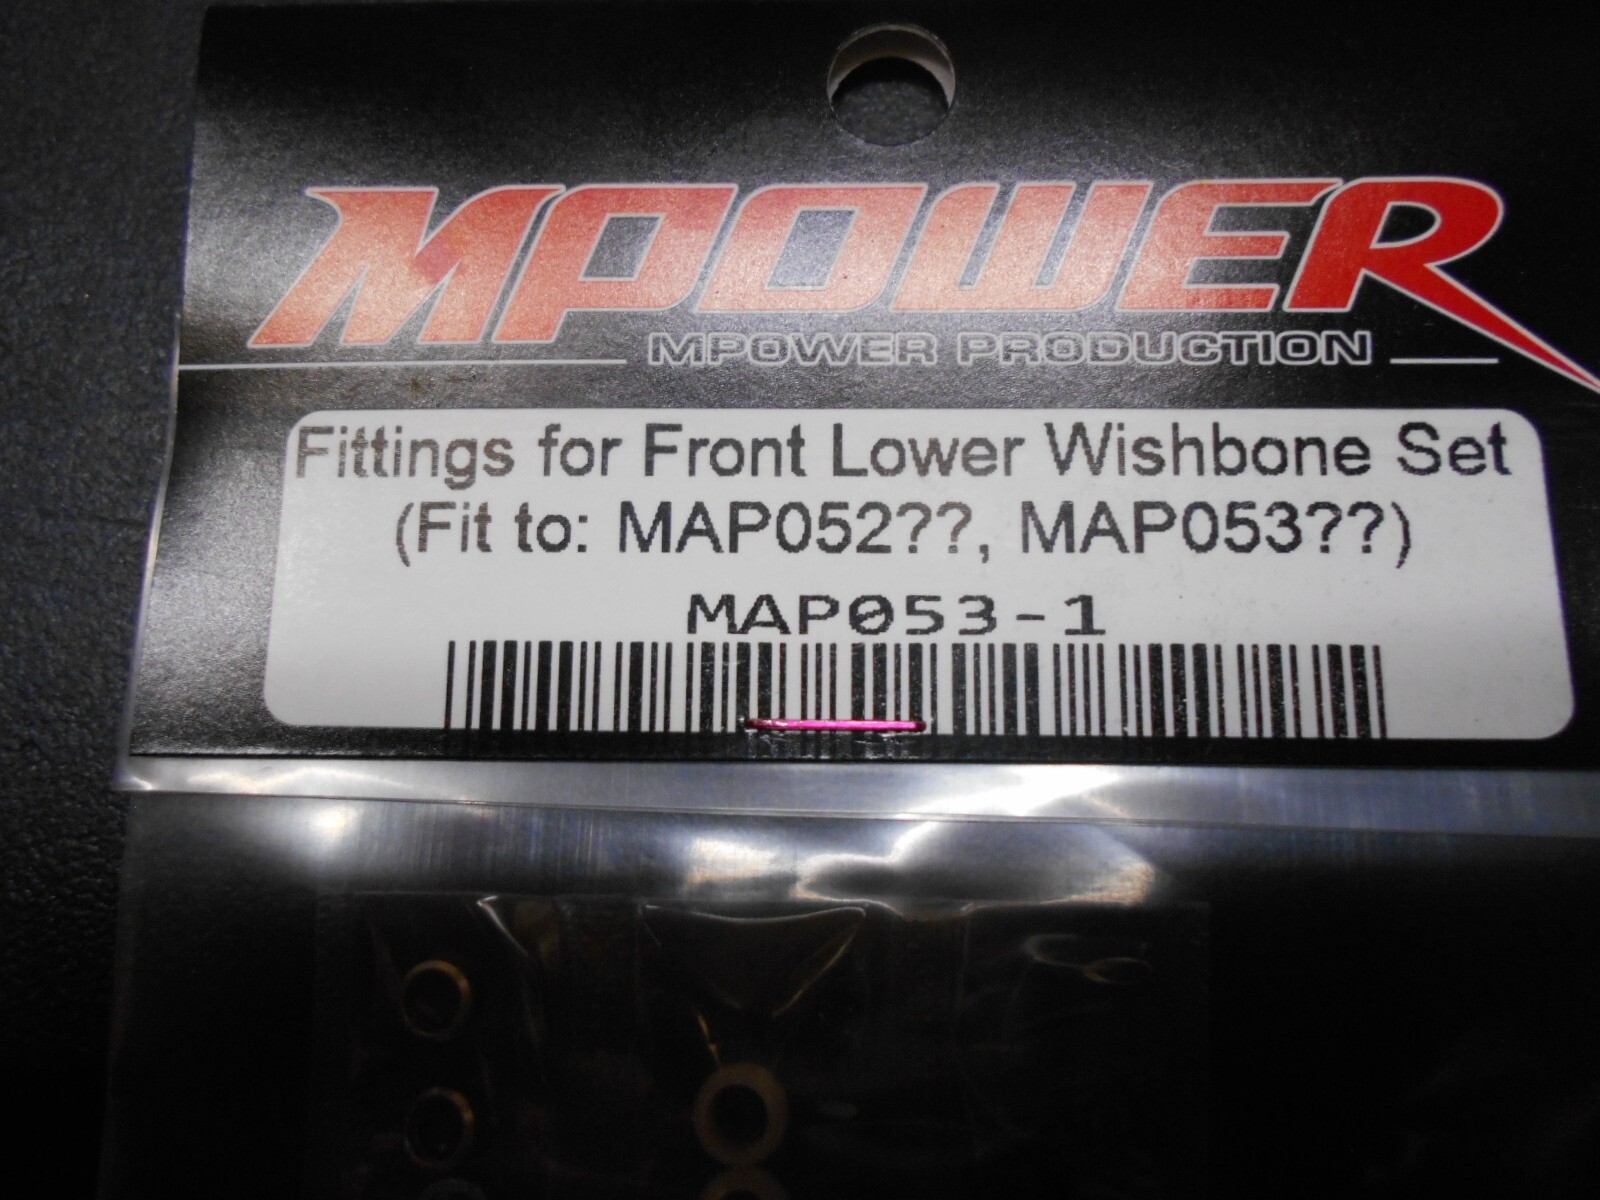 MPOWER
MPOWER PRODUCTION
Fittings for Front Lower Wishbone Set
(Fit to: MAP052??, MAP053??)
MAP053-1